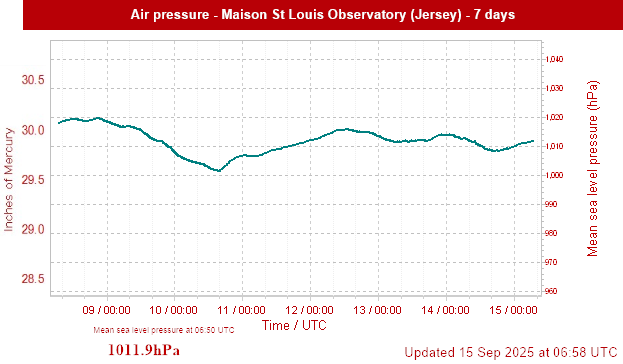 Air pressure - Maison St Louis Observatory (Jersey) - 7 days
Inches of Mercury
30.5
30.0
29.5
29.0
28.5
1,040
1,030
1,020
1,010
1,000
990
980
970
960
Mean sea level pressure (hPa)
09 / 00:00 10 / 00:00 11 / 00:00 12 / 00:00 13 / 00:00 14 / 00:00 15 / 00:00
Time / UTC
Mean sea level pressure at 06:50 UTC
1011.9hPa
Updated 15 Sep 2025 at 06:58 UTC